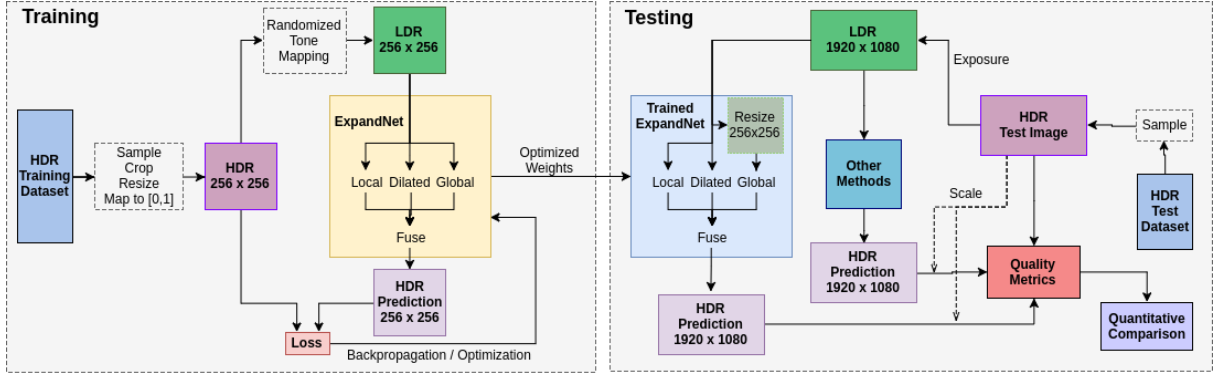 Training
HDR
Training
Dataset
Sample
Crop
Resize
Map to [0,1]
HDR
256 x 256
Randomized
Tone
Mapping
LDR
256 x 256
ExpandNet
Local
Dilated
Global
Fuse
HDR
Prediction
256 x 256
Loss
Backpropagation / Optimization
Optimized
Weights
Testing
LDR
1920 x 1080
Exposure
Trained
ExpandNet
Resize
256x256
Local
Dilated
Global
Fuse
HDR
Prediction
1920 x 1080
Other
Methods
HDR
Prediction
1920 x 1080
HDR
Test Image
Sample
Scale
HDR
Test
Dataset
Quality
Metrics
Quantitative
Comparison